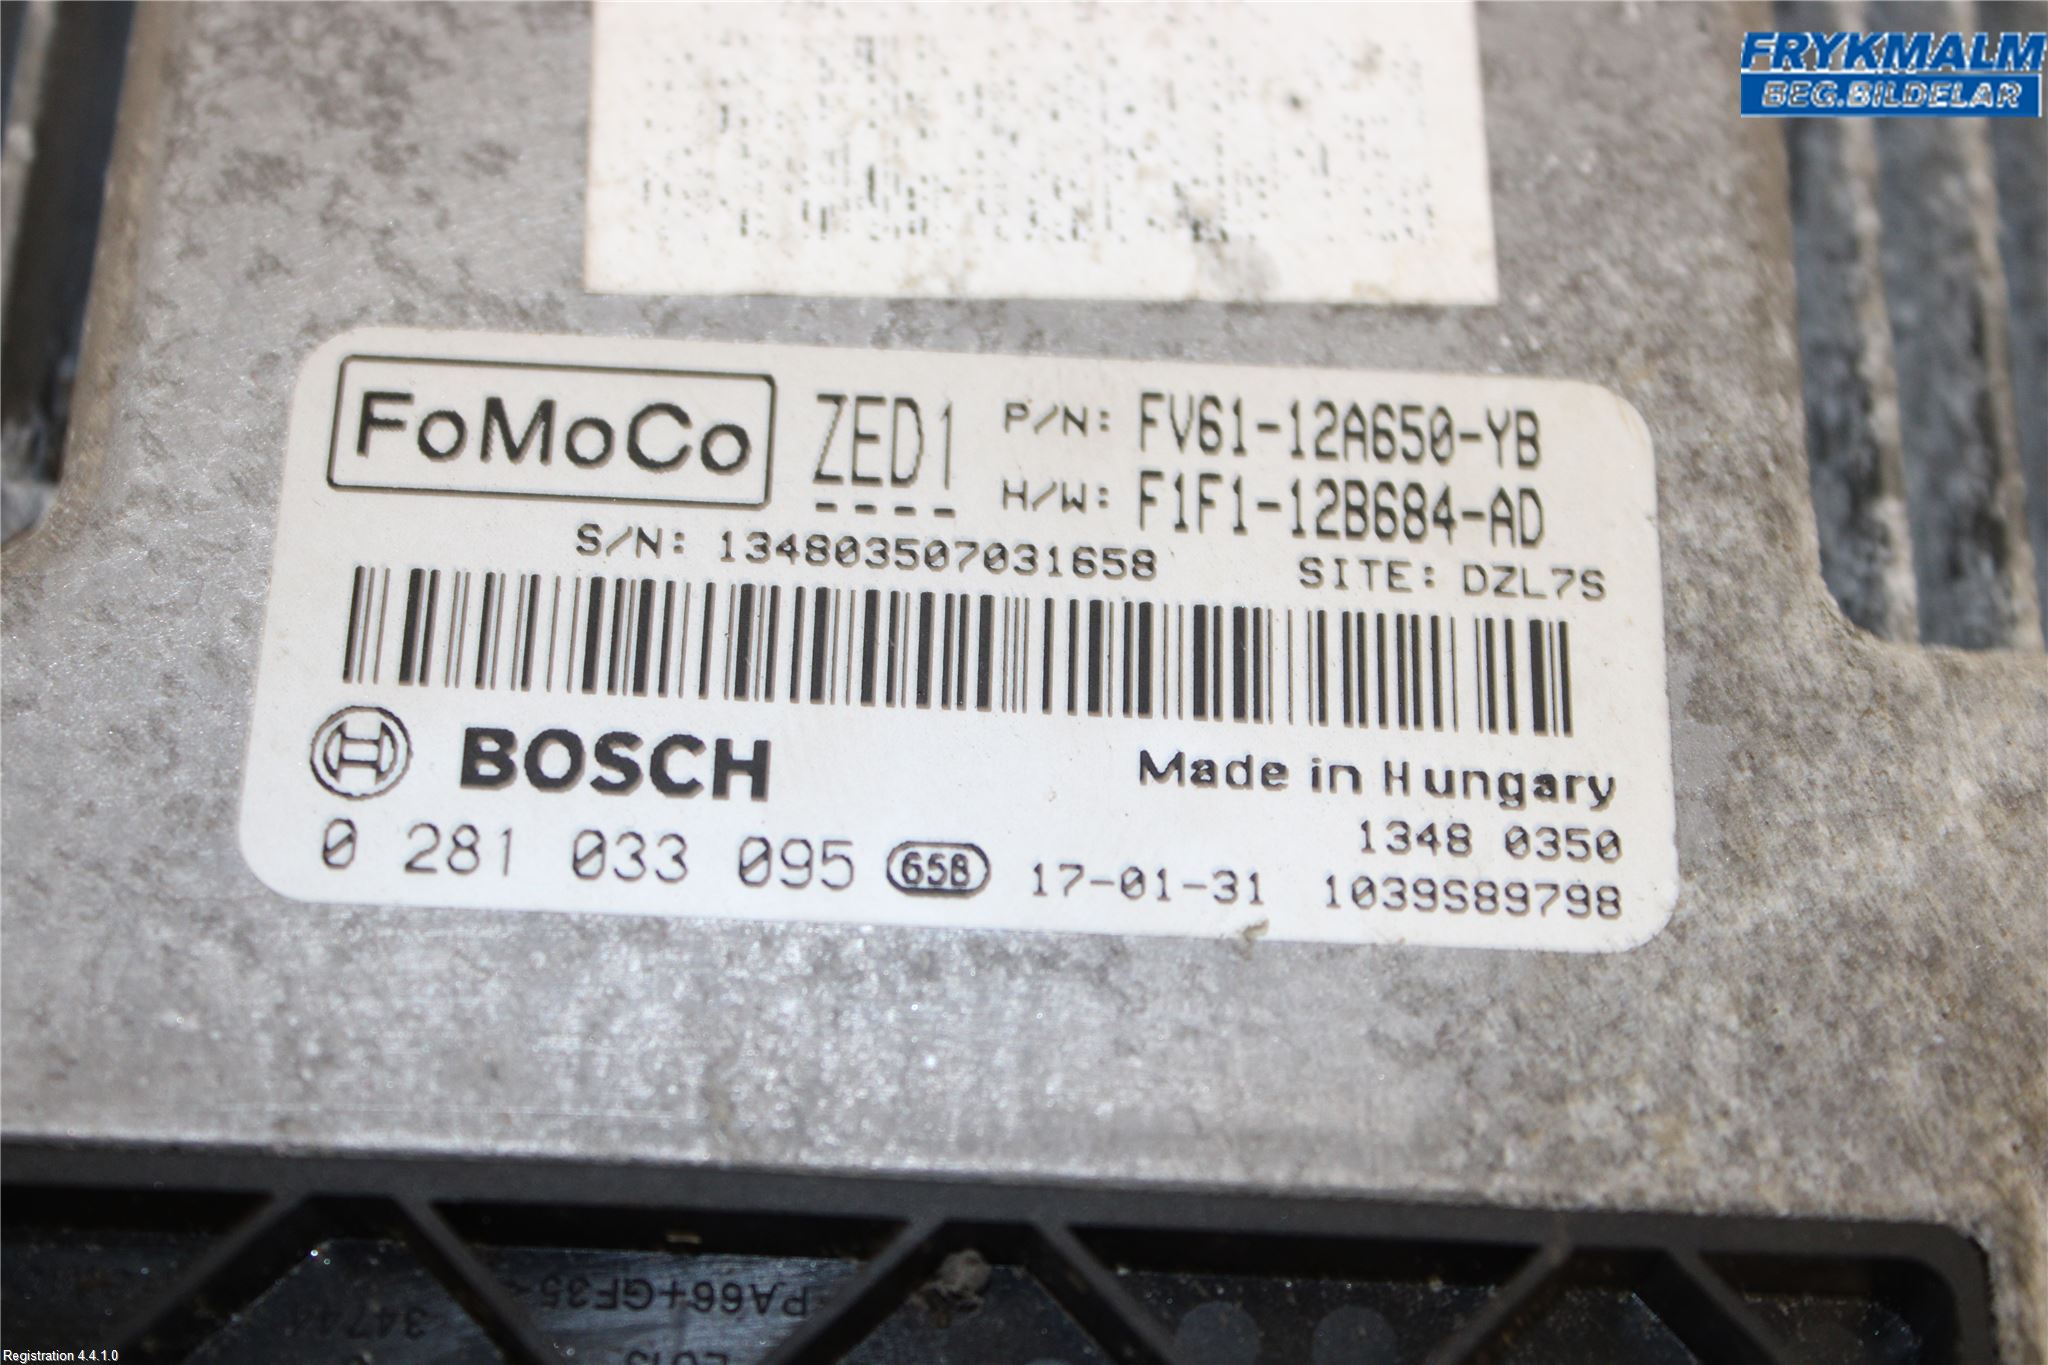 FRYKMALM
BEG.BILDELAR
FoMoCo
ZED1
P/N: FV61-12A650-YB
H/W: F1F1-12B684-AD
S/N: 134803507031658
SITE: DZL7S
BOSCH
Made in Hungary
1348 0350
0 281 033 095 658 17-01-31 1039S89798
PA66+GF35
Registration 4.4.1.0